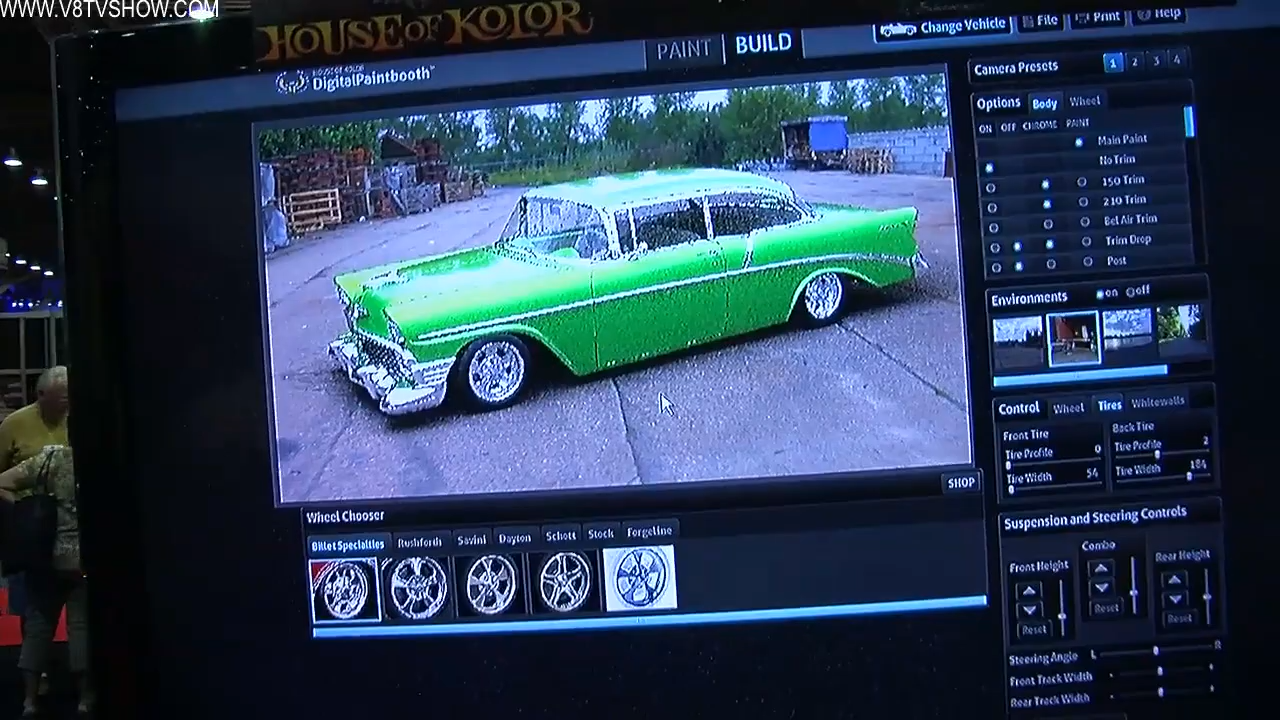 WWW.V8TVSHOW.COM
HOUSE OF KOLOR
HOUSE OF KOLOR
DigitalPaintbooth™
PAINT
BUILD
Change Vehicle
File
Print
Help
Camera Presets
1 2 3 4
Options Body Wheel
ON OFF CHROME PAINT
Main Paint
No Trim
150 Trim
210 Trim
Bel Air Trim
Trim Drop
Post
Environments
on off
Control Wheel Tires Whitewalls
Front Tire
Tire Profile 0
Tire Width 54
Back Tire
Tire Profile 2
Tire Width 184
SHOP
Wheel Chooser
Billet Specialties Rushforth Savini Dayton Schott Stock Forgeline
Suspension and Steering Controls
Front Height
Combo
Rear Height
Reset
Reset
Reset
Steering Angle L R
Front Track Width - +
Rear Track Width - +